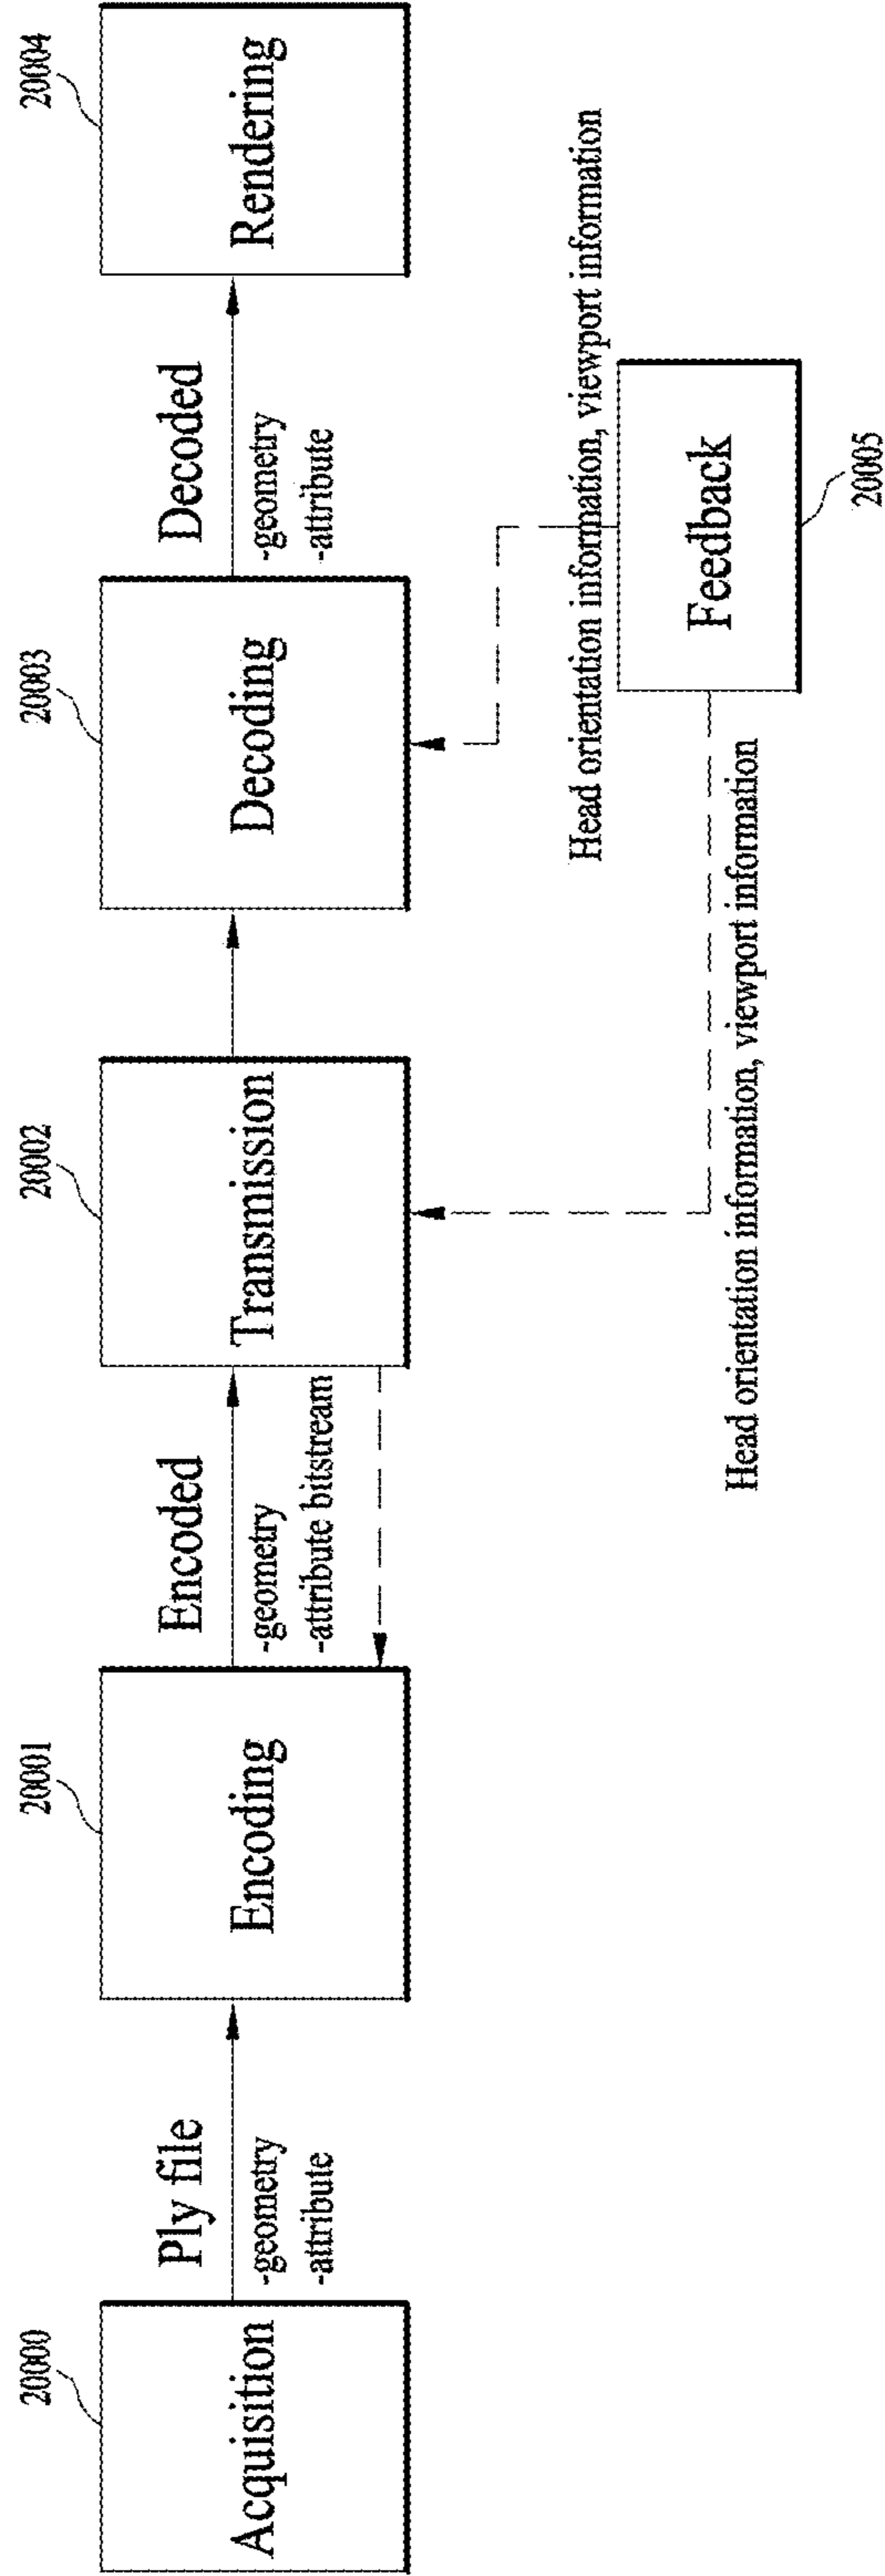 20000
Acquisition
Ply file
-geometry
-attribute
20001
Encoding
Encoded
-geometry
-attribute bitstream
20002
Transmission
20003
Decoding
Decoded
-geometry
-attribute
20004
Rendering
Head orientation information, viewport information
Feedback
20005
Head orientation information, viewport information